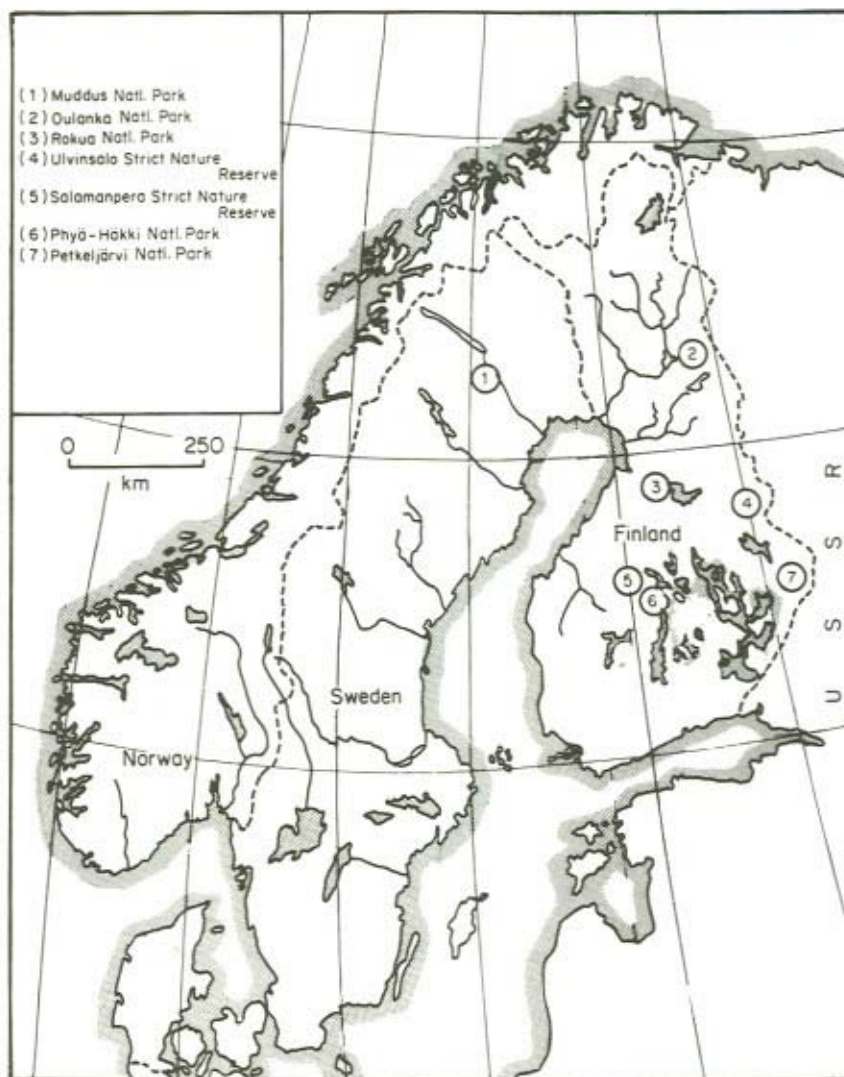 (1) Muddus Natl. Park
(2) Oulanka Natl. Park
(3) Rokua Natl. Park
(4) Ulvinsalo Strict Nature
Reserve
(5) Salamanpera Strict Nature
Reserve
(6) Phyä-Häkki Natl. Park
(7) Petkeljärvi Natl. Park
0 250
km
1
2
3
4
Finland
5
6
7
U S S R
Sweden
Norway